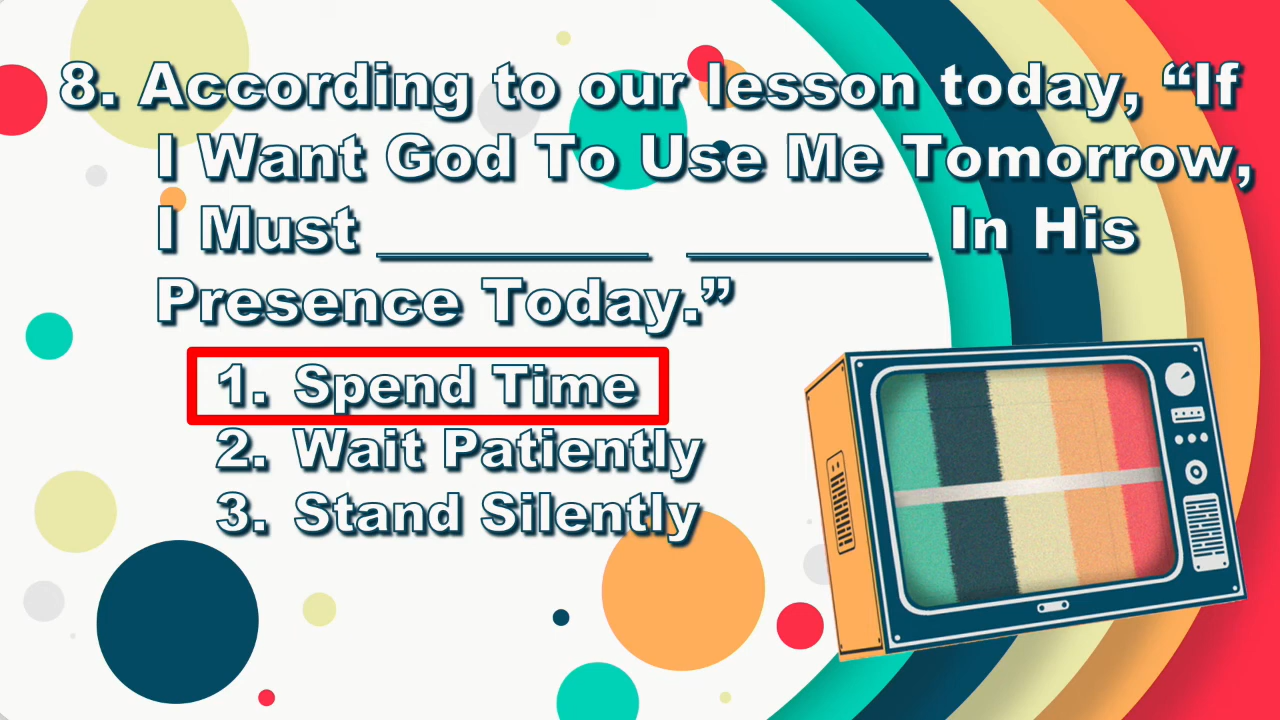 8. According to our lesson today, “If
I Want God To Use Me Tomorrow,
I Must _________ ________ In His
Presence Today.”
1. Spend Time
2. Wait Patiently
3. Stand Silently